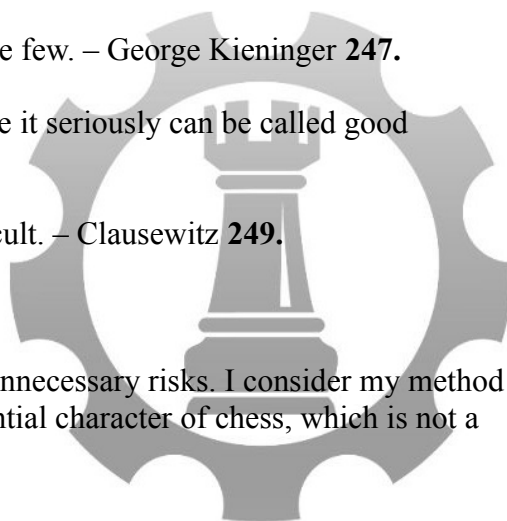 e few. – George Kieninger 247.
e it seriously can be called good
cult. – Clausewitz 249.
nnecessary risks. I consider my method
ntial character of chess, which is not a